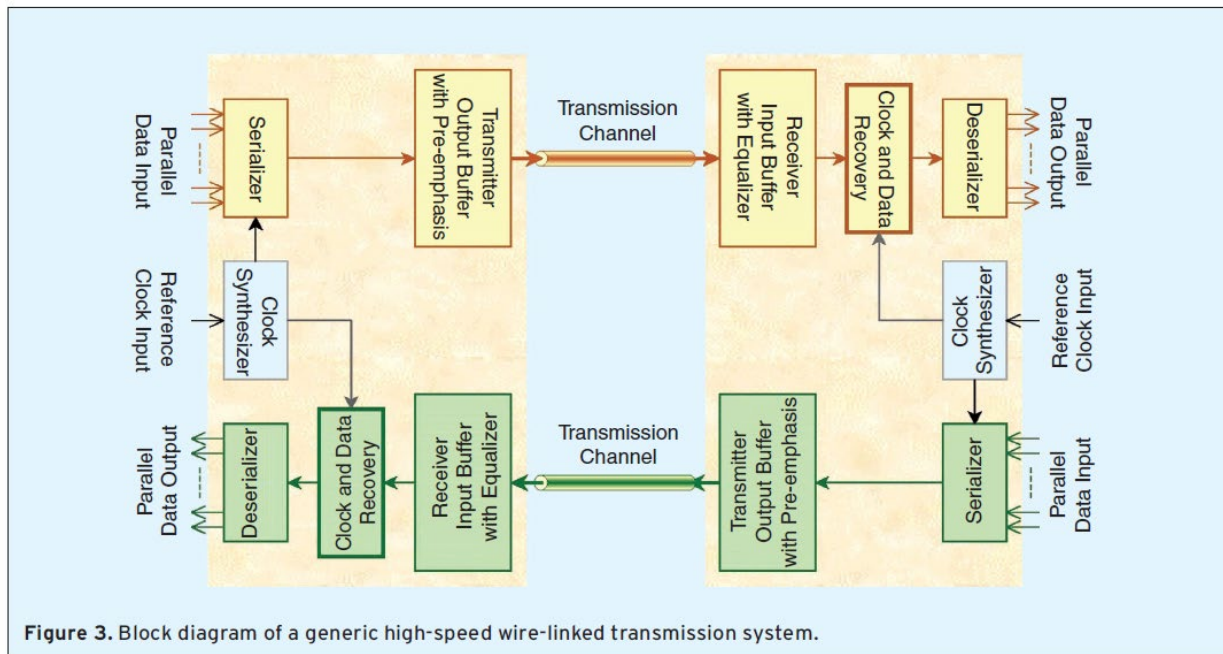 Parallel
Data Input
Serializer
Transmitter
Output Buffer
with Pre-emphasis
Transmission
Channel
Receiver
Input Buffer
with Equalizer
Clock and Data
Recovery
Deserializer
Parallel
Data Output
Reference
Clock Input
Clock
Synthesizer
Clock
Synthesizer
Reference
Clock Input
Parallel
Data Output
Deserializer
Clock and Data
Recovery
Receiver
Input Buffer
with Equalizer
Transmission
Channel
Transmitter
Output Buffer
with Pre-emphasis
Serializer
Parallel
Data Input
Figure 3. Block diagram of a generic high-speed wire-linked transmission system.